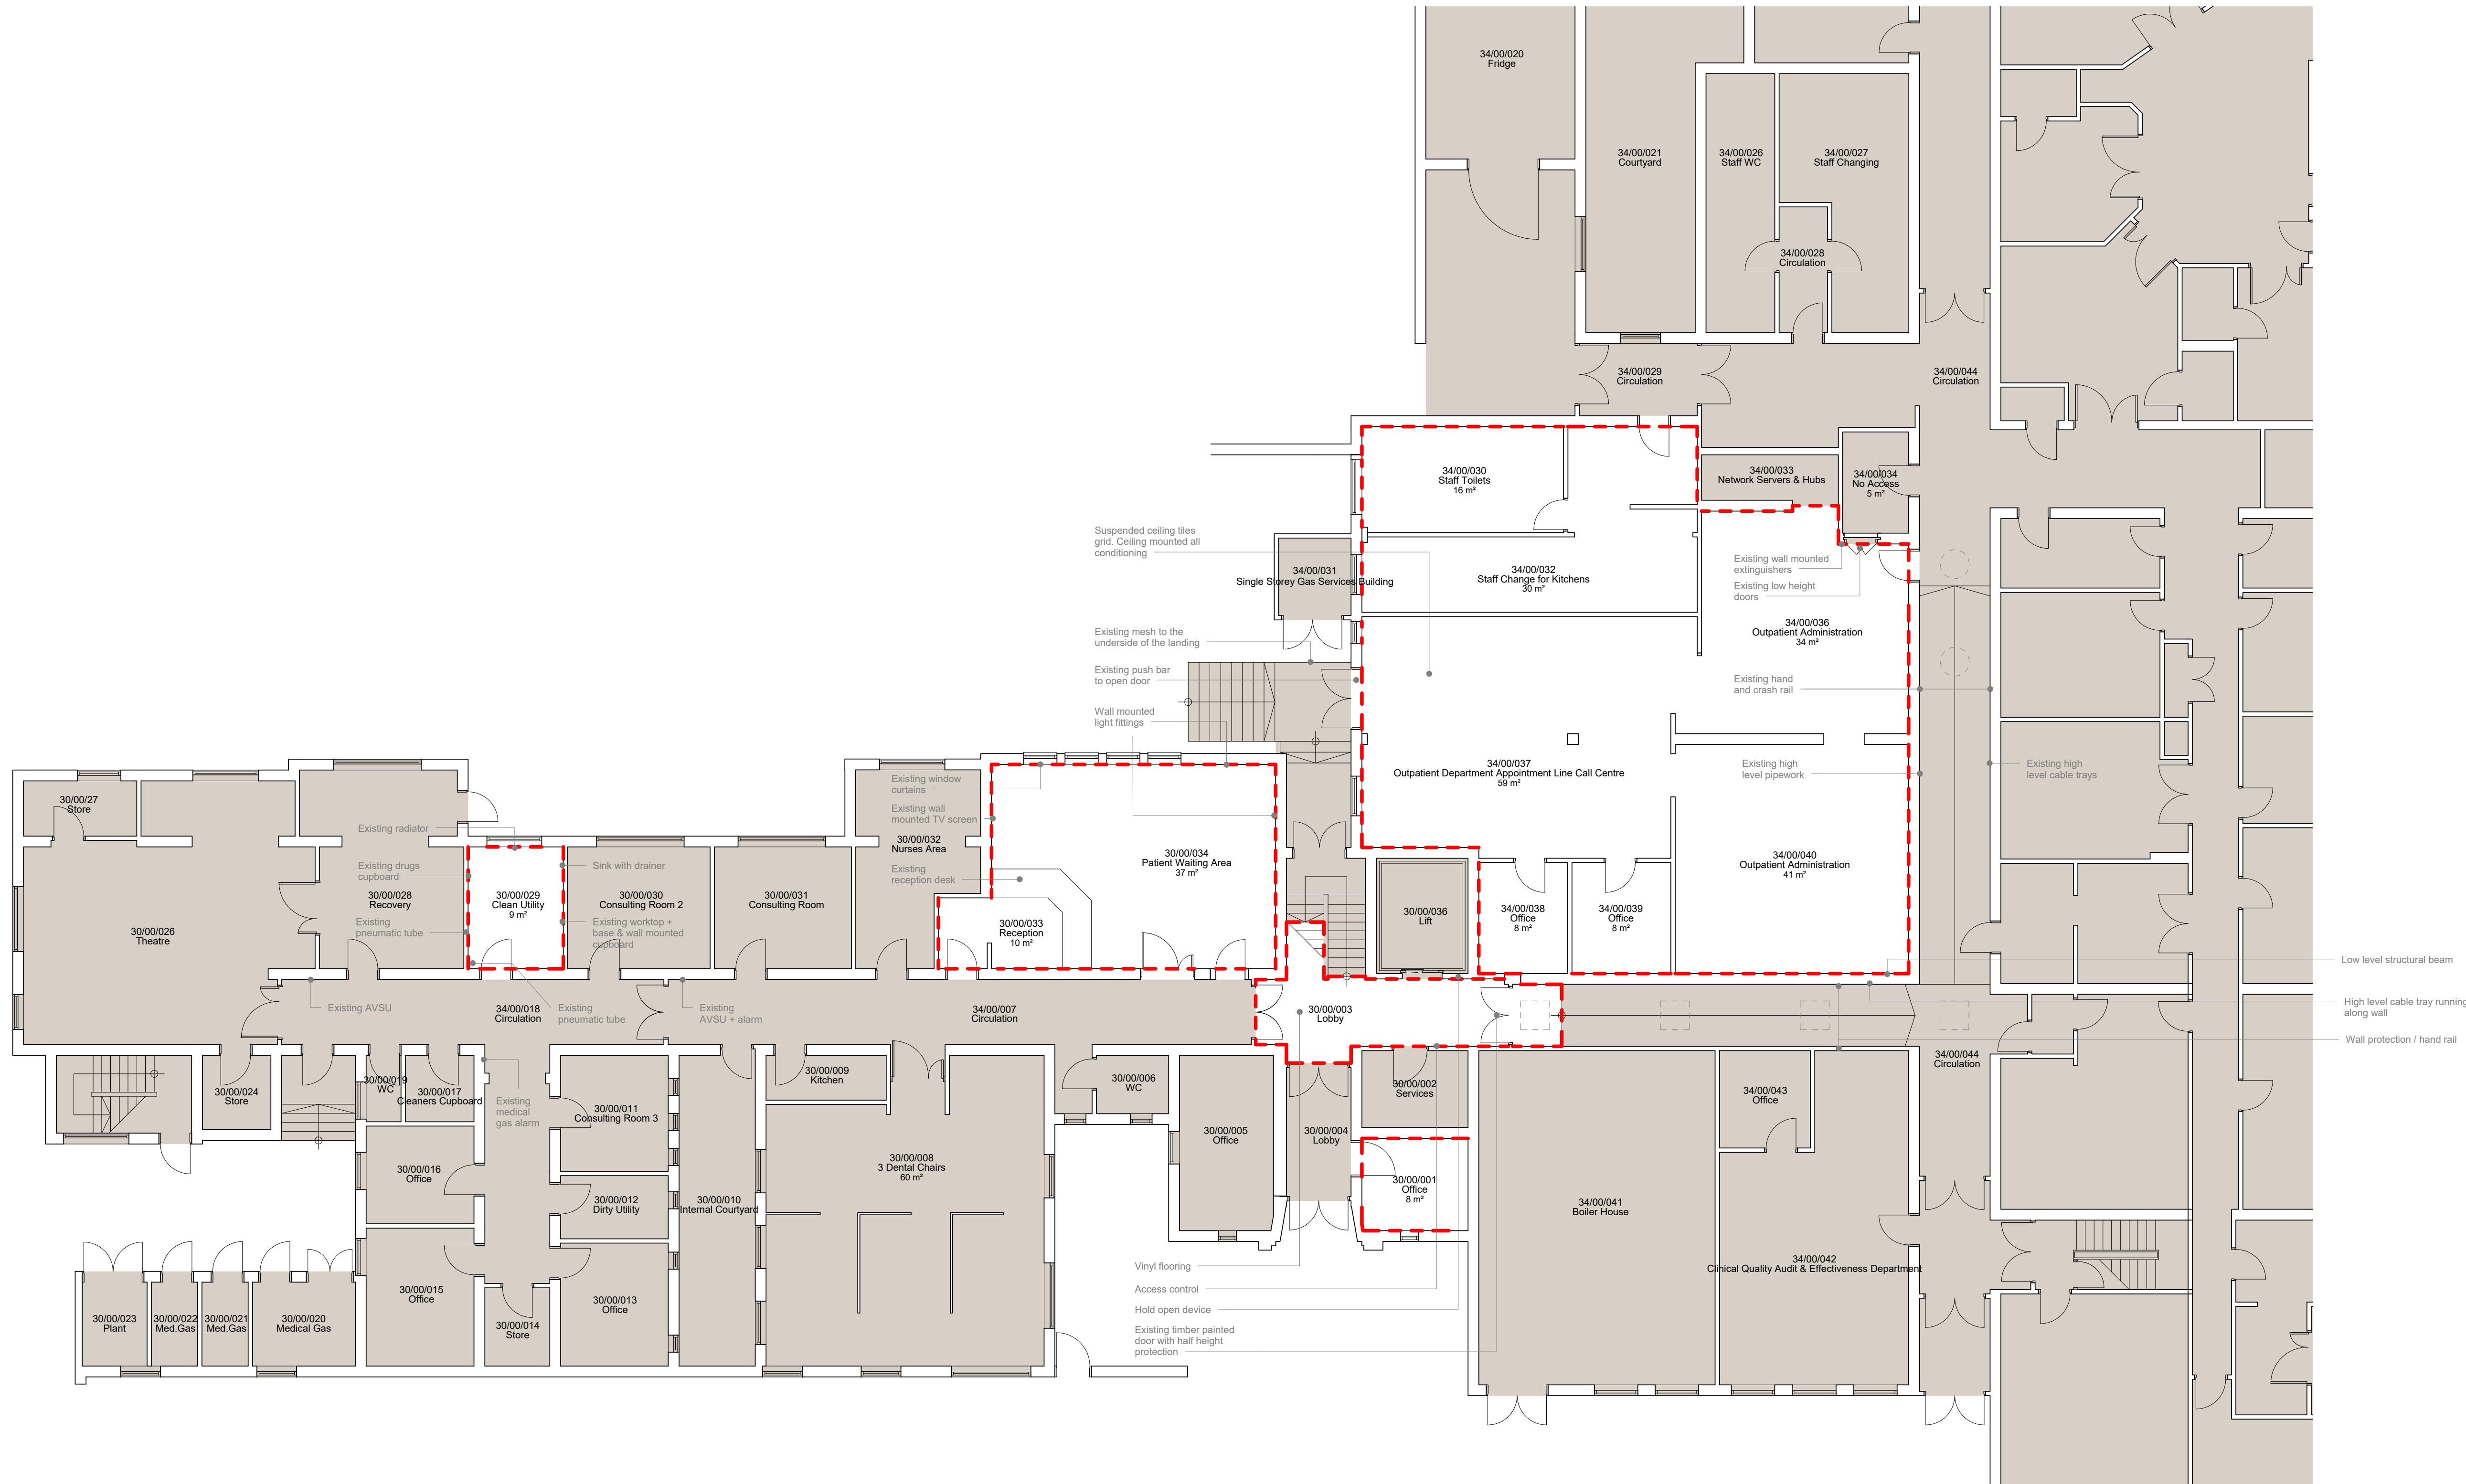 34/00/020
Fridge
34/00/021
Courtyard
34/00/026
Staff WC
34/00/027
Staff Changing
34/00/028
Circulation
34/00/029
Circulation
34/00/044
Circulation
34/00/030
Staff Toilets
16 m²
34/00/033
Network Servers & Hubs
34/00/034
No Access
5 m²
Suspended ceiling tiles
grid. Ceiling mounted all
conditioning
34/00/031
Single Storey Gas Services Building
34/00/032
Staff Change for Kitchens
30 m²
Existing wall mounted
extinguishers
Existing low height
doors
34/00/036
Outpatient Administration
34 m²
Existing mesh to the
underside of the landing
Existing push bar
to open door
Existing hand
and crash rail
Wall mounted
light fittings
34/00/037
Outpatient Department Appointment Line Call Centre
59 m²
Existing high
level pipework
Existing high
level cable trays
30/00/27
Store
Existing radiator
Existing window
curtains
Existing wall
mounted TV screen
30/00/032
Nurses Area
Existing
reception desk
30/00/034
Patient Waiting Area
37 m²
34/00/040
Outpatient Administration
41 m²
Existing drugs
cupboard
Sink with drainer
30/00/028
Recovery
30/00/029
Clean Utility
9 m²
30/00/030
Consulting Room 2
30/00/031
Consulting Room
Existing
pneumatic tube
Existing worktop +
base & wall mounted
cupboard
30/00/026
Theatre
30/00/033
Reception
10 m²
30/00/036
Lift
34/00/038
Office
8 m²
34/00/039
Office
8 m²
Low level structural beam
Existing AVSU
34/00/018
Circulation
Existing
pneumatic tube
Existing
AVSU + alarm
34/00/007
Circulation
30/00/003
Lobby
High level cable tray running
along wall
Wall protection / hand rail
34/00/044
Circulation
30/00/024
Store
30/00/019
WC
30/00/017
Cleaners Cupboard
Existing
medical
gas alarm
30/00/011
Consulting Room 3
30/00/009
Kitchen
30/00/006
WC
30/00/002
Services
34/00/043
Office
30/00/005
Office
30/00/004
Lobby
30/00/016
Office
30/00/008
3 Dental Chairs
60 m²
30/00/001
Office
8 m²
30/00/012
Dirty Utility
30/00/010
Internal Courtyard
34/00/041
Boiler House
34/00/042
Clinical Quality Audit & Effectiveness Department
Vinyl flooring
Access control
Hold open device
Existing timber painted
door with half height
protection
30/00/023
Plant
30/00/022
Med.Gas
30/00/021
Med.Gas
30/00/020
Medical Gas
30/00/015
Office
30/00/014
Store
30/00/013
Office